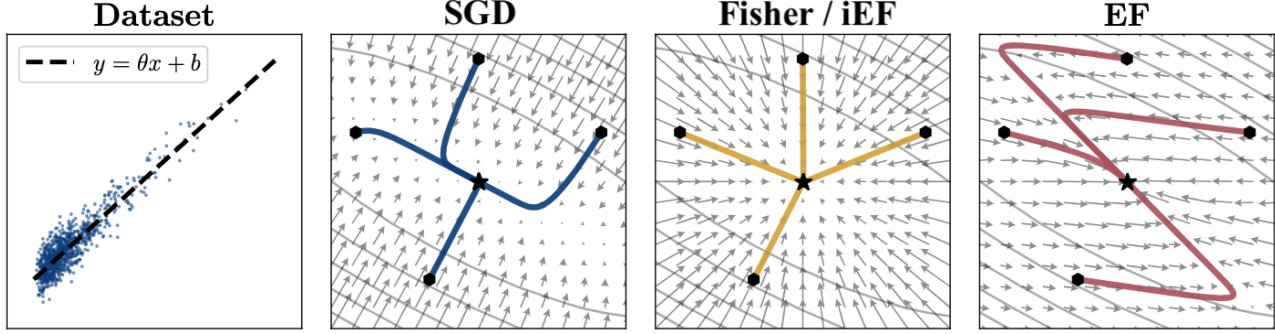 Dataset
SGD
Fisher / iEF
EF
y = θx + b